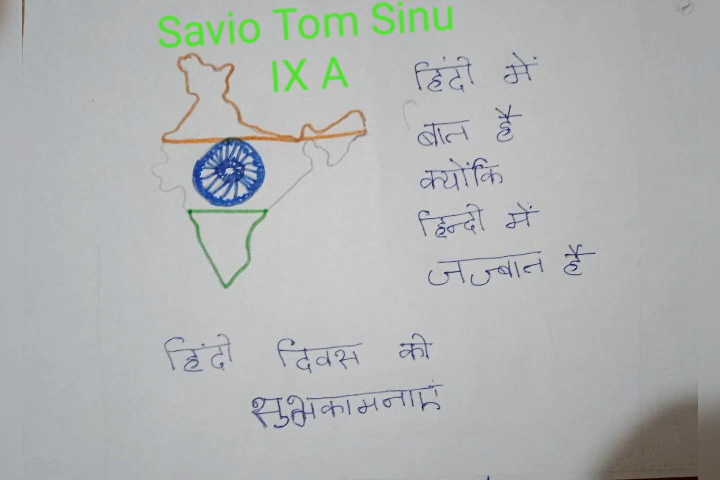 Savio Tom Sinu
IX A
हिंदी में
बात है
क्योंकि
हिन्दी में
जज्बात है
हिंदी दिवस की
शुभकामनाएं